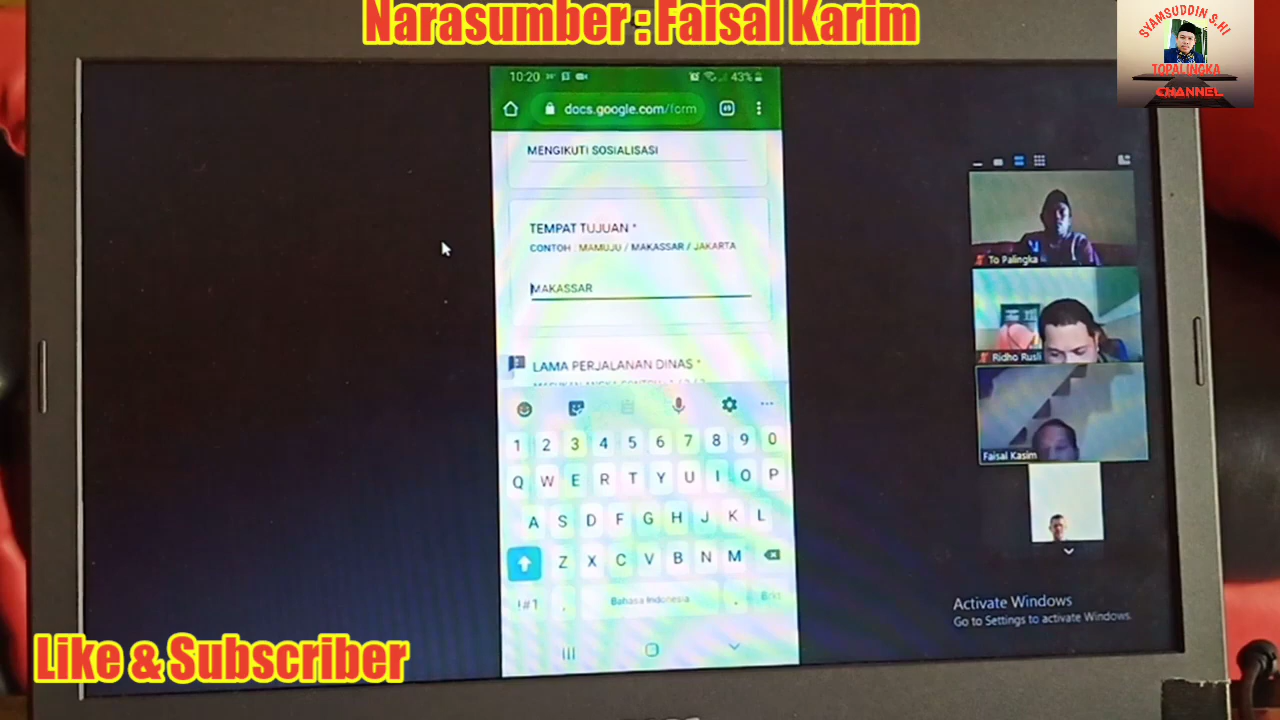 Narasumber : Faisal Karim
SYAMSUDDIN S.HI
TOPALINGKA
CHANNEL
10:20
43%
docs.google.com/form
49
MENGIKUTI SOSIALISASI
TEMPAT TUJUAN *
CONTOH : MAMUJU / MAKASSAR / JAKARTA
MAKASSAR
LAMA PERJALANAN DINAS *
To Palingka
Ridho Rusli
Faisal Kasim
1 2 3 4 5 6 7 8 9 0
Q W E R T Y U I O P
A S D F G H J K L
Z X C V B N M
!#1 , Bahasa Indonesia .
Activate Windows
Go to Settings to activate Windows.
Like & Subscriber